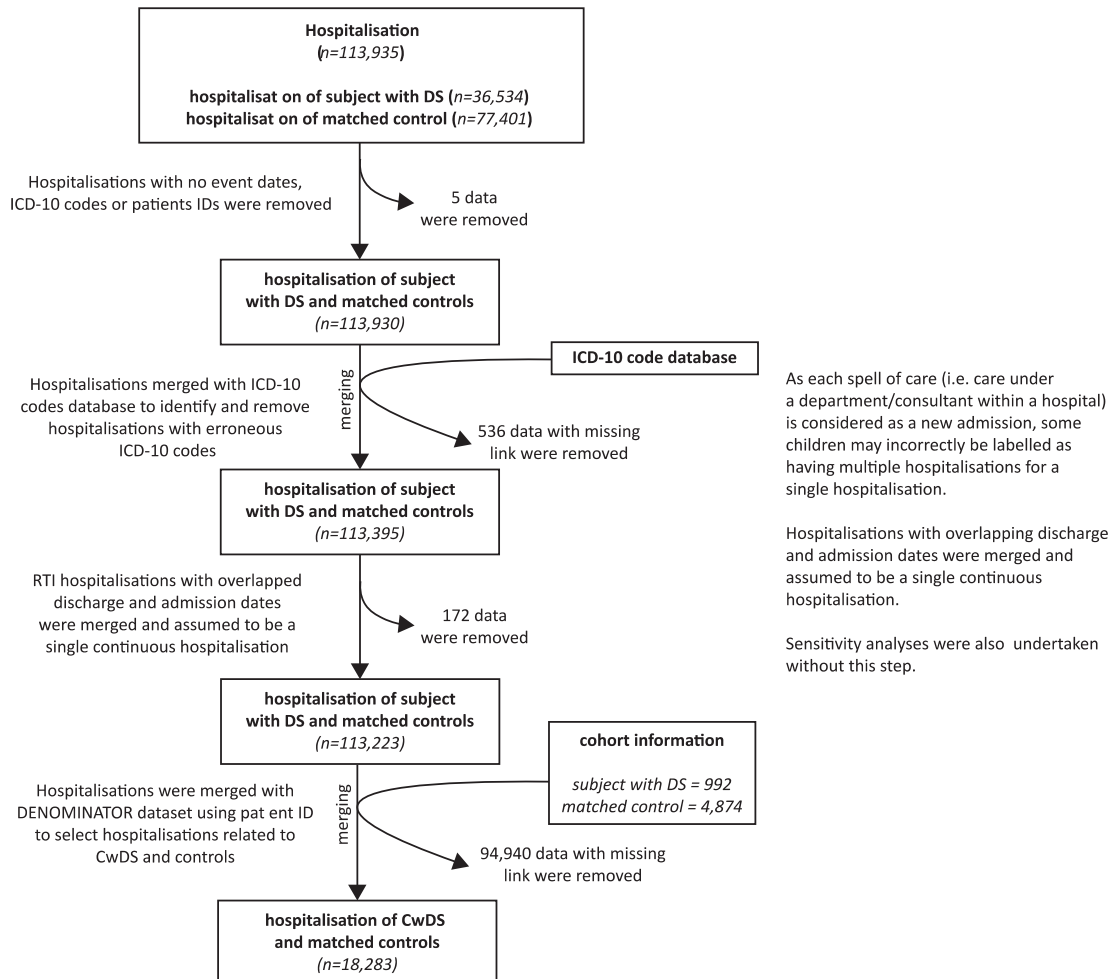 Hospitalisation
(n=113,935)
hospitalisat on of subject with DS (n=36,534)
hospitalisat on of matched control (n=77,401)
Hospitalisations with no event dates,
ICD-10 codes or patients IDs were removed
5 data
were removed
hospitalisation of subject
with DS and matched controls
(n=113,930)
ICD-10 code database
merging
Hospitalisations merged with ICD-10
codes database to identify and remove
hospitalisations with erroneous
ICD-10 codes
536 data with missing
link were removed
As each spell of care (i.e. care under
a department/consultant within a hospital)
is considered as a new admission, some
children may incorrectly be labelled as
having multiple hospitalisations for a
single hospitalisation.
Hospitalisations with overlapping discharge
and admission dates were merged and
assumed to be a single continuous
hospitalisation.
Sensitivity analyses were also undertaken
without this step.
hospitalisation of subject
with DS and matched controls
(n=113,395)
RTI hospitalisations with overlapped
discharge and admission dates
were merged and assumed to be a
single continuous hospitalisation
172 data
were removed
hospitalisation of subject
with DS and matched controls
(n=113,223)
cohort information
subject with DS = 992
matched control = 4,874
merging
Hospitalisations were merged with
DENOMINATOR dataset using pat ent ID
to select hospitalisations related to
CwDS and controls
94,940 data with missing
link were removed
hospitalisation of CwDS
and matched controls
(n=18,283)